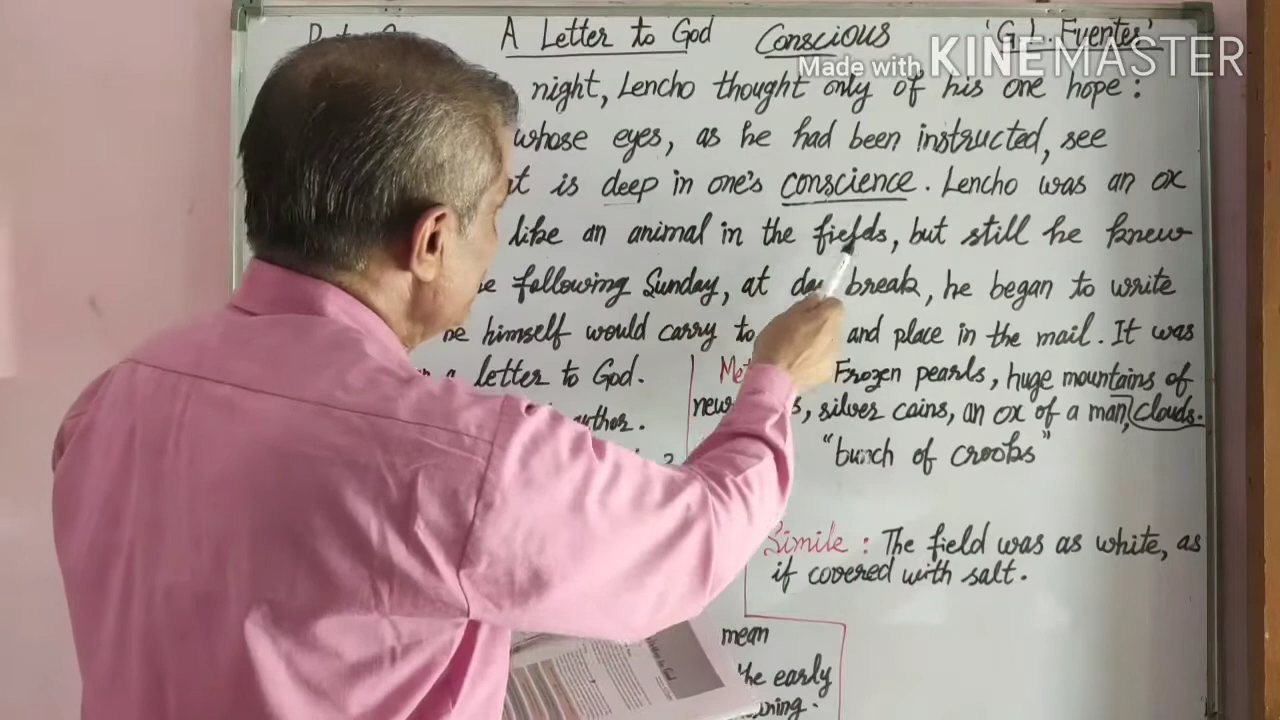 A Letter to God Conscious 'G.L. Fuentes'
Made with KINEMASTER
night, Lencho thought only of his one hope:
whose eyes, as he had been instructed, see
is deep in one's conscience. Lencho was an ox
like an animal in the fields, but still he knew
following Sunday, at day break, he began to write
himself would carry to and place in the mail. It was
a letter to God.
author.
Frozen pearls, huge mountains of
new silver coins, an ox of a man, clouds.
"bunch of crooks"
Simile: The field was as white, as
if covered with salt.
mean
the early